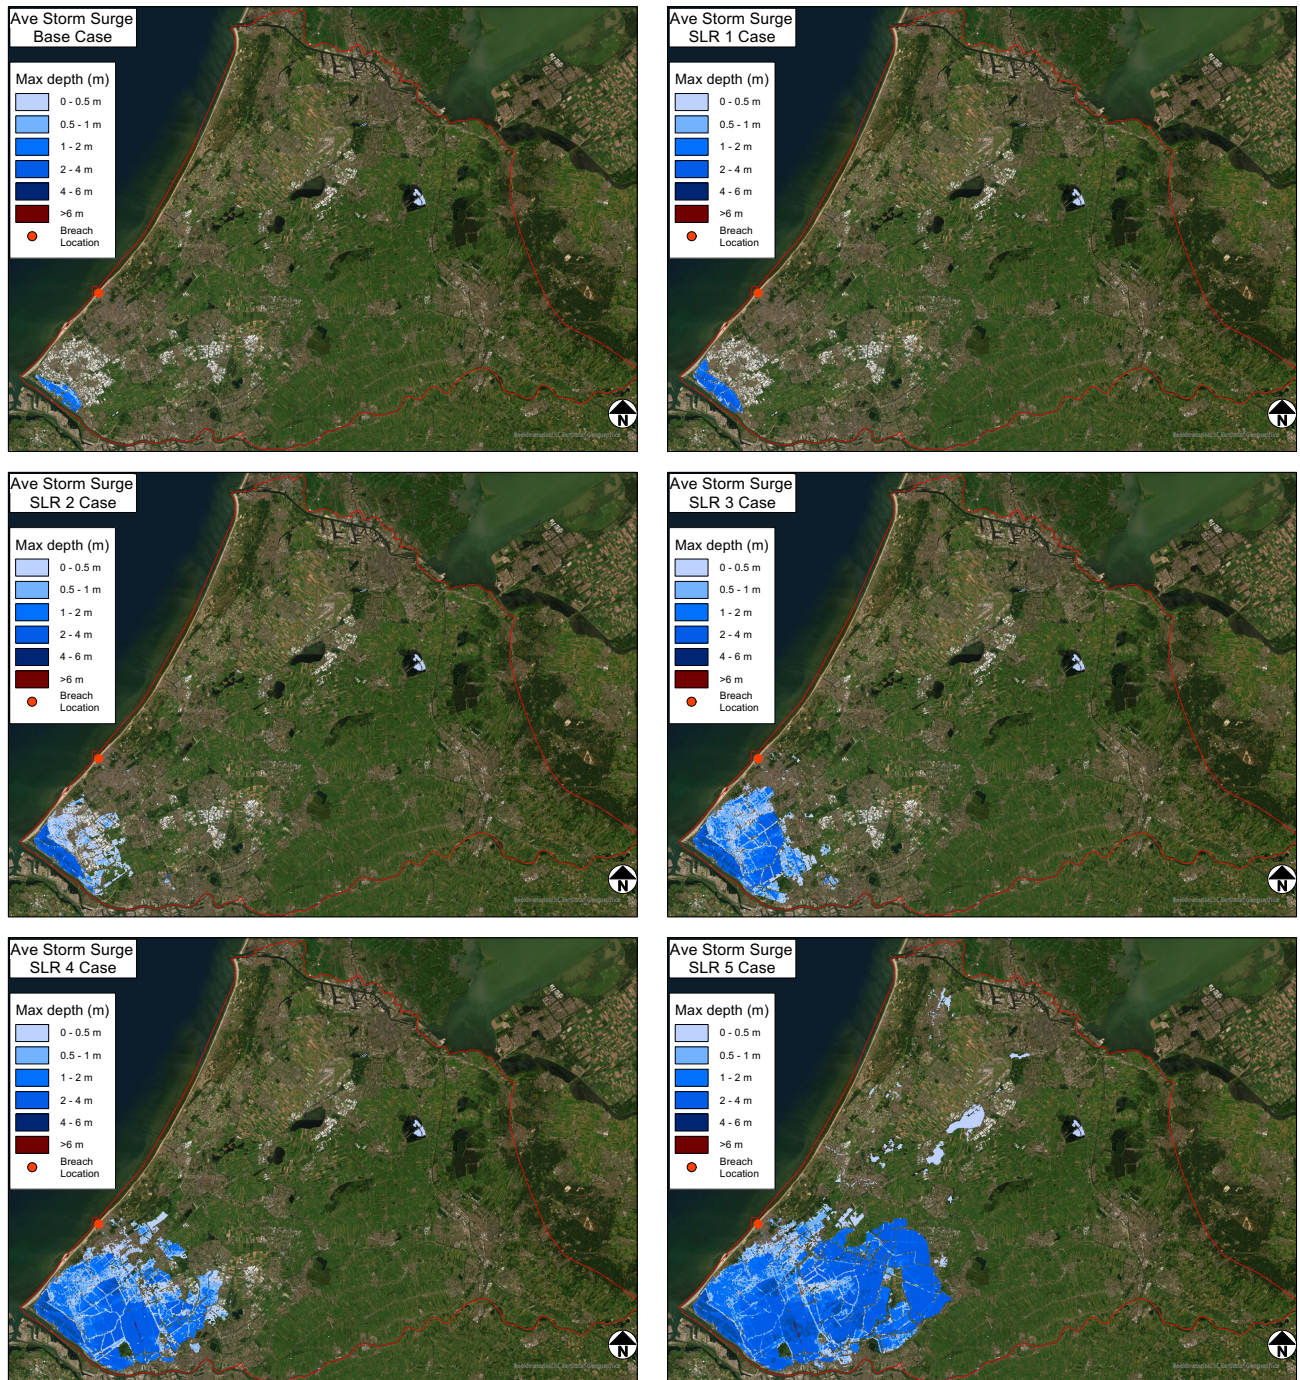 Ave Storm Surge
Base Case
Max depth (m)
0 - 0.5 m
0.5 - 1 m
1 - 2 m
2 - 4 m
4 - 6 m
>6 m
Breach
Location
N
Ave Storm Surge
SLR 1 Case
Max depth (m)
0 - 0.5 m
0.5 - 1 m
1 - 2 m
2 - 4 m
4 - 6 m
>6 m
Breach
Location
N
Ave Storm Surge
SLR 2 Case
Max depth (m)
0 - 0.5 m
0.5 - 1 m
1 - 2 m
2 - 4 m
4 - 6 m
>6 m
Breach
Location
N
Ave Storm Surge
SLR 3 Case
Max depth (m)
0 - 0.5 m
0.5 - 1 m
1 - 2 m
2 - 4 m
4 - 6 m
>6 m
Breach
Location
N
Ave Storm Surge
SLR 4 Case
Max depth (m)
0 - 0.5 m
0.5 - 1 m
1 - 2 m
2 - 4 m
4 - 6 m
>6 m
Breach
Location
N
Ave Storm Surge
SLR 5 Case
Max depth (m)
0 - 0.5 m
0.5 - 1 m
1 - 2 m
2 - 4 m
4 - 6 m
>6 m
Breach
Location
N